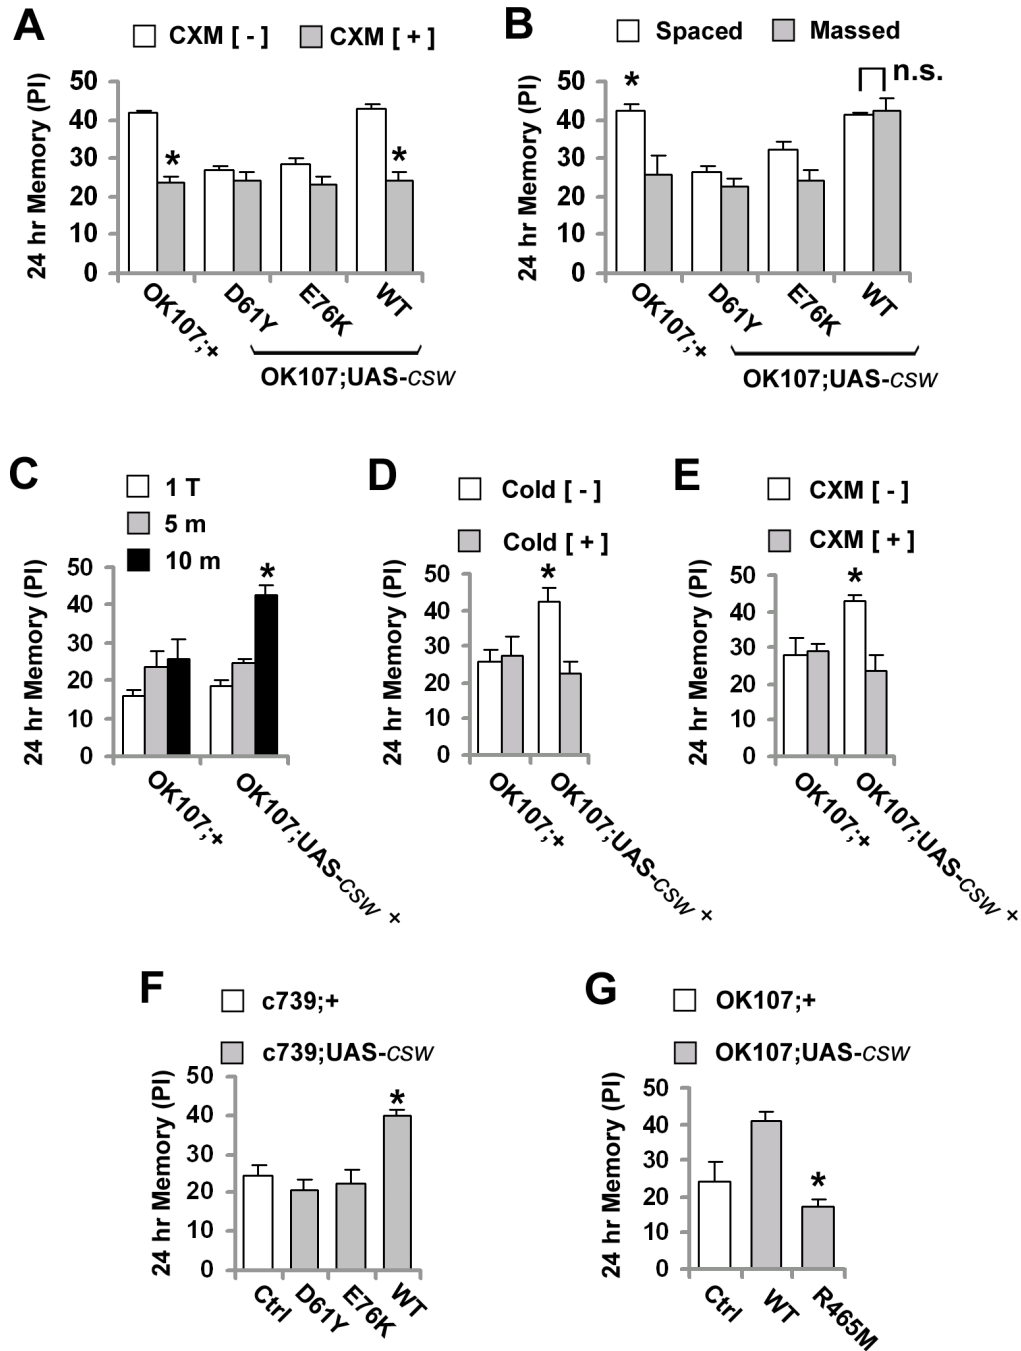 A
CXM [ - ] CXM [ + ]
24 hr Memory (PI)
50
40
30
20
10
0
* *
OK107;+ D61Y E76K WT
OK107;UAS-csw
B
Spaced Massed
24 hr Memory (PI)
50
40
30
20
10
0
* n.s.
OK107;+ D61Y E76K WT
OK107;UAS-csw
C
1 T
5 m
10 m
24 hr Memory (PI)
50
40
30
20
10
0
*
OK107;+ OK107;UAS-csw +
D
Cold [ - ]
Cold [ + ]
24 hr Memory (PI)
50
40
30
20
10
0
*
OK107;+ OK107;UAS-csw +
E
CXM [ - ]
CXM [ + ]
24 hr Memory (PI)
50
40
30
20
10
0
*
OK107;+ OK107;UAS-csw +
F
c739;+
c739;UAS-csw
24 hr Memory (PI)
50
40
30
20
10
0
*
Ctrl D61Y E76K WT
G
OK107;+
OK107;UAS-csw
24 hr Memory (PI)
50
40
30
20
10
0
*
Ctrl WT R465M